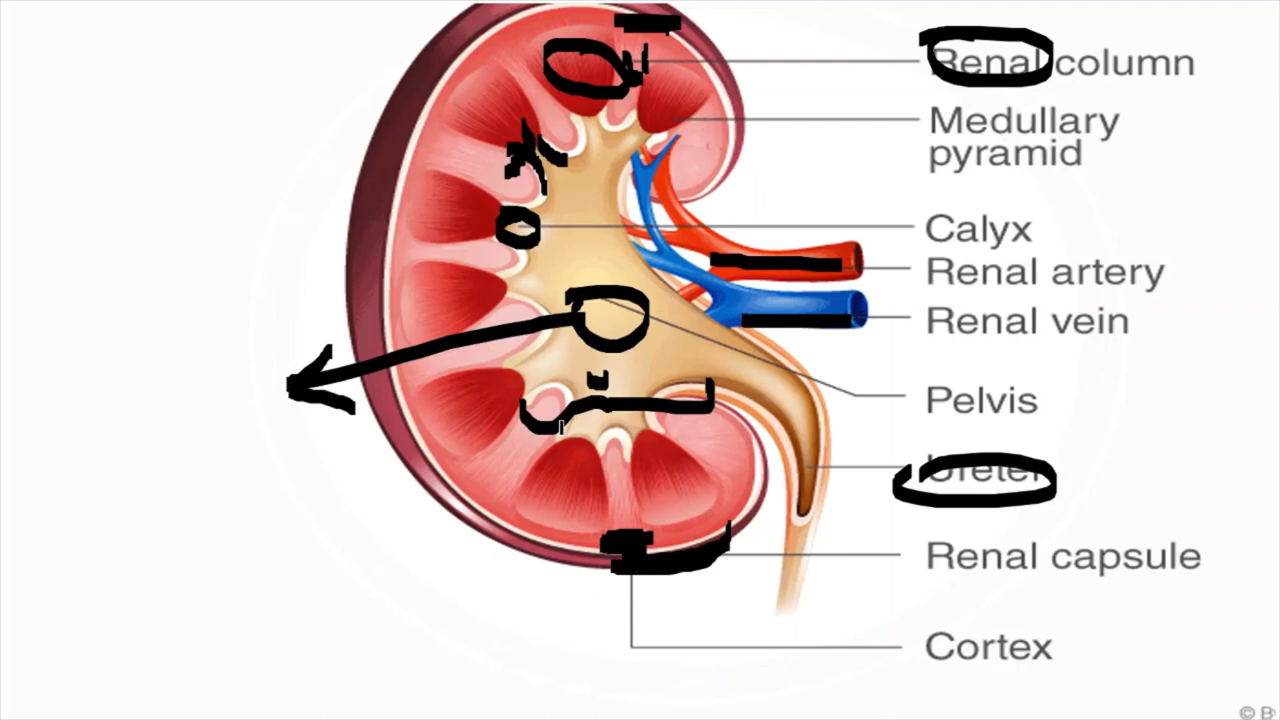 Renal column
Medullary
pyramid
Calyx
Renal artery
Renal vein
Pelvis
Ureter
Renal capsule
Cortex